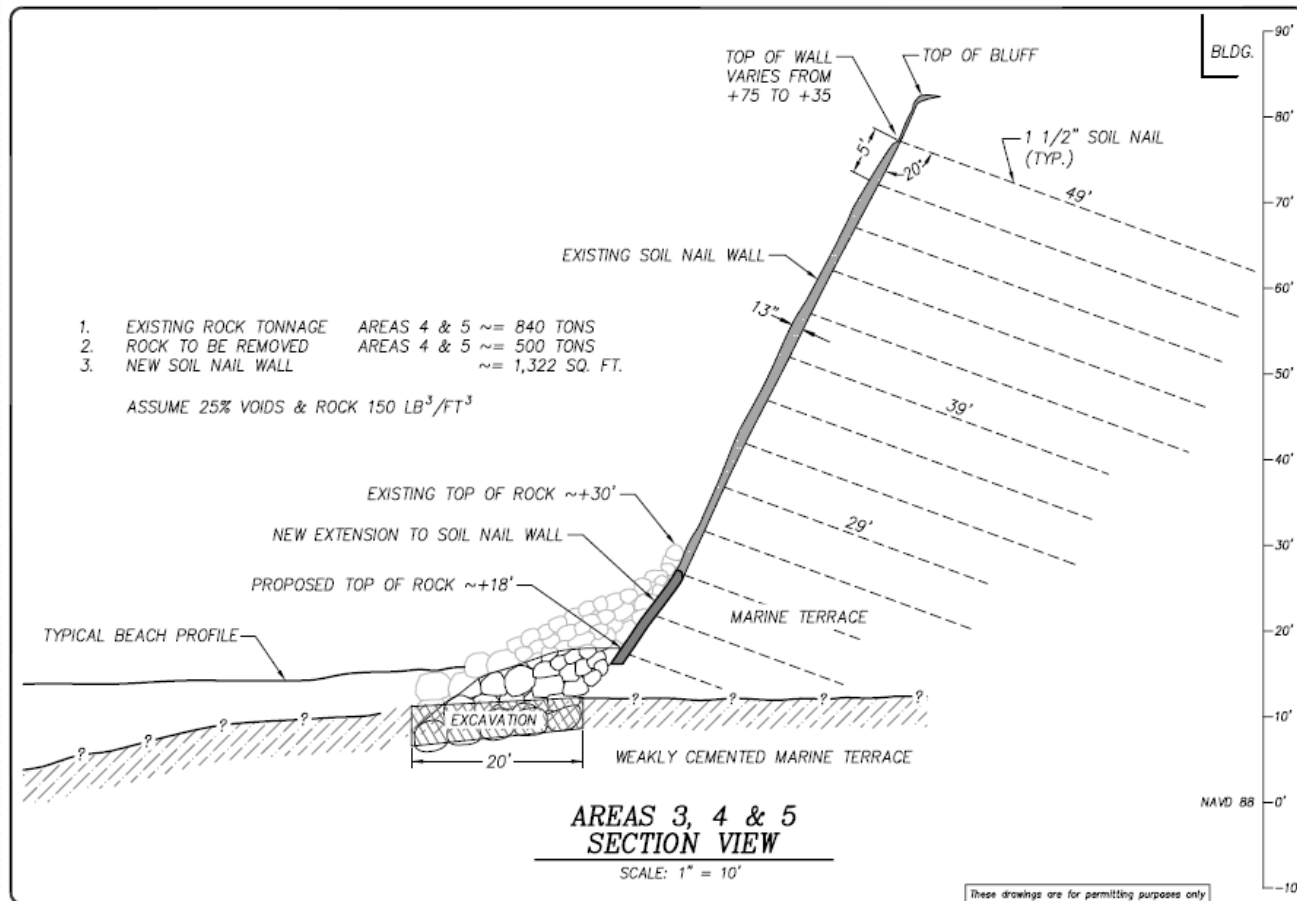 90'
BLDG.
TOP OF WALL
VARIES FROM
+75 TO +35
TOP OF BLUFF
80'
1 1/2" SOIL NAIL
(TYP.)
5'
20'
49'
70'
EXISTING SOIL NAIL WALL
60'
13"
1. EXISTING ROCK TONNAGE AREAS 4 & 5 ~= 840 TONS
2. ROCK TO BE REMOVED AREAS 4 & 5 ~= 500 TONS
3. NEW SOIL NAIL WALL ~= 1,322 SQ. FT.
ASSUME 25% VOIDS & ROCK 150 LB³/FT³
50'
39'
40'
EXISTING TOP OF ROCK ~+30'
NEW EXTENSION TO SOIL NAIL WALL
29'
30'
PROPOSED TOP OF ROCK ~+18'
MARINE TERRACE
TYPICAL BEACH PROFILE
20'
? ? ? ?
? ? ? ?
EXCAVATION
10'
20'
WEAKLY CEMENTED MARINE TERRACE
NAVD 88 0'
AREAS 3, 4 & 5
SECTION VIEW
SCALE: 1" = 10'
These drawings are for permitting purposes only
-10